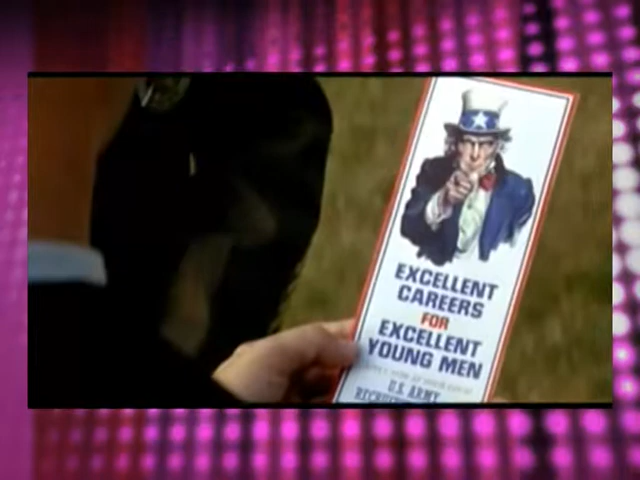 EXCELLENT
CAREERS
FOR
EXCELLENT
YOUNG MEN
U.S. ARMY